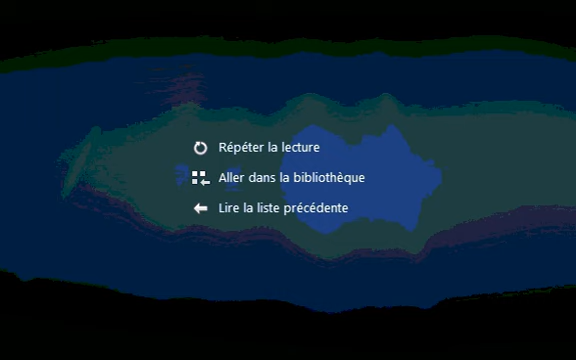 Répéter la lecture
Aller dans la bibliothèque
Lire la liste précédente